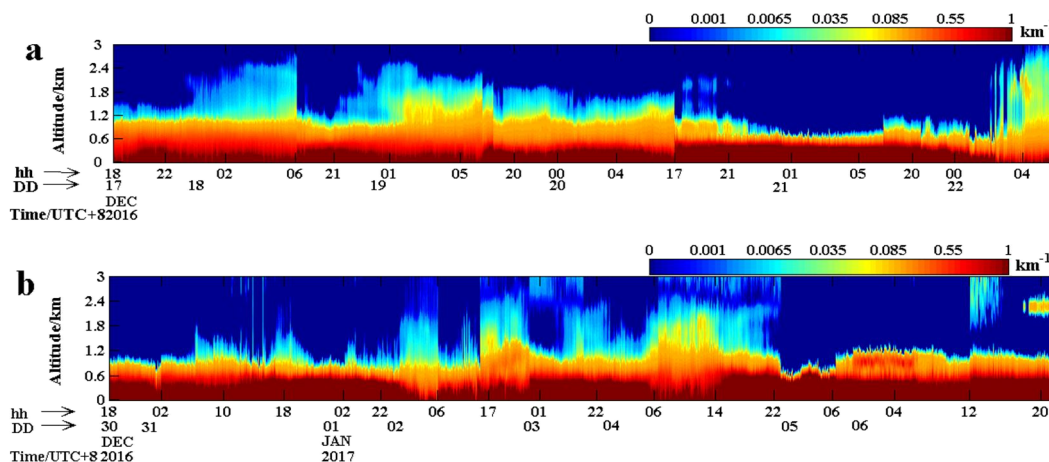 0 0.001 0.0065 0.035 0.085 0.55 1
km-
a
3
2.4
1.8
1.2
0.6
0
Altitude/km
hh 18 22 02 06 21 01 05 20 00 04 17 21 01 05 20 00 04
DD 17 18 19 20 21 22
DEC
Time/UTC+8 2016
0 0.001 0.0065 0.035 0.085 0.55 1
km-1
b
3
2.4
1.8
1.2
0.6
0
Altitude/km
hh 18 02 10 18 02 22 06 17 01 22 06 14 22 06 04 12 20
DD 30 31 01 02 03 04 05 06
DEC JAN
Time/UTC+8 2016 2017